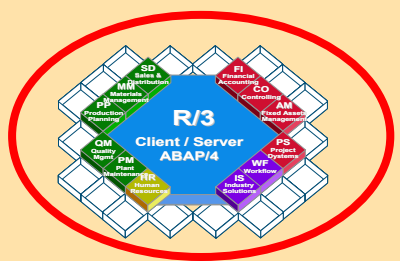 SD
Sales &
Distribution
MM
Materials
Management
PP
Production
Planning
QM
Quality
Mgmt
PM
Plant
Maintenance
HR
Human
Resources
R/3
Client / Server
ABAP/4
FI
Financial
Accounting
CO
Controlling
AM
Fixed Assets
Management
PS
Project
Dystems
WF
Workflow
IS
Industry
Solutions